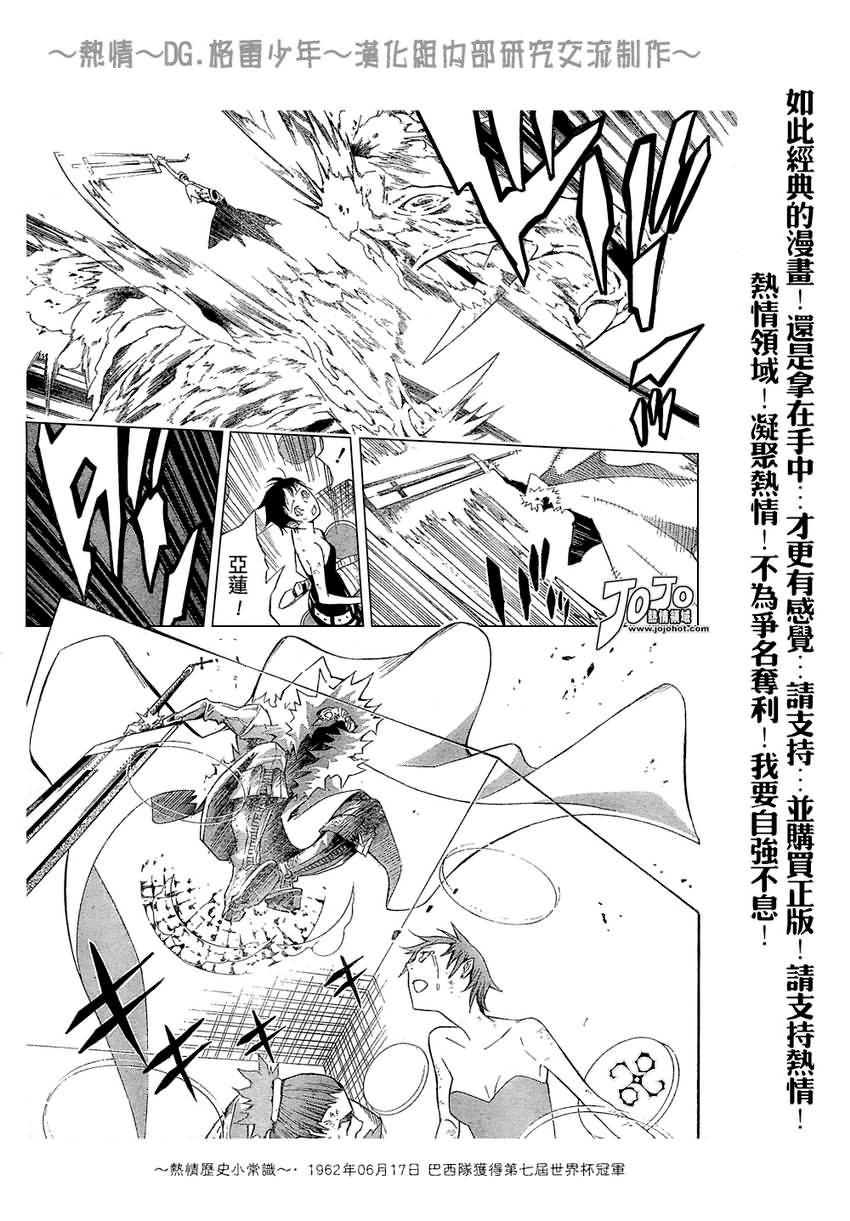 ～熱情～DG.格雷少年～漢化組内部研究交流制作～
如此經典的漫畫！還是拿在手中…才更有感覺…請支持…並購買正版！請支持熱情！
熱情領域！凝聚熱情！不為爭名奪利！我要自強不息！
！
亞蓮！
JOJO
熱情領域
www.jojohot.com
～熱情歷史小常識～· 1962年06月17日 巴西隊獲得第七屆世界杯冠軍